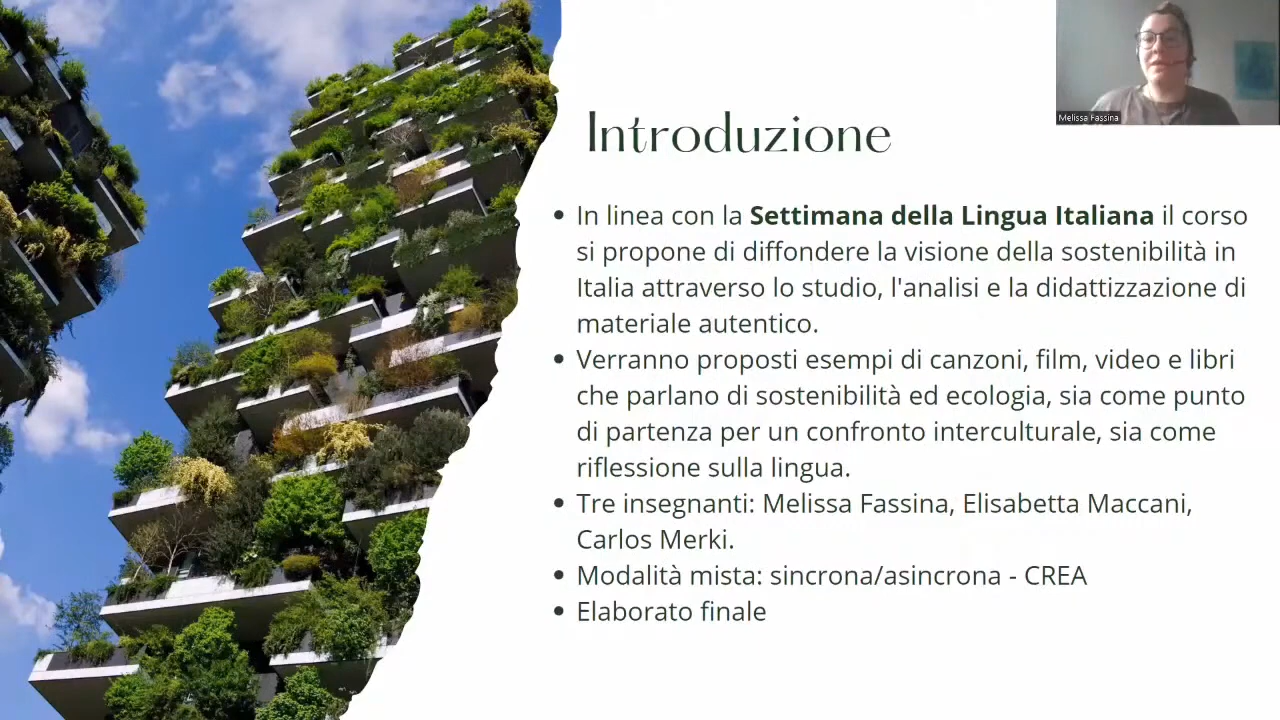 Melissa Fassina
Introduzione
• In linea con la Settimana della Lingua Italiana il corso
si propone di diffondere la visione della sostenibilità in
Italia attraverso lo studio, l'analisi e la didattizzazione di
materiale autentico.
• Verranno proposti esempi di canzoni, film, video e libri
che parlano di sostenibilità ed ecologia, sia come punto
di partenza per un confronto interculturale, sia come
riflessione sulla lingua.
• Tre insegnanti: Melissa Fassina, Elisabetta Maccani,
Carlos Merki.
• Modalità mista: sincrona/asincrona - CREA
• Elaborato finale